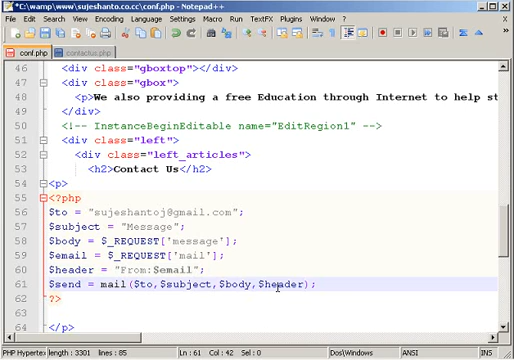 *C:\wamp\www\sujeshanto.co.cc\conf.php - Notepad++
File Edit Search View Encoding Language Settings Macro Run TextFX Plugins Window ? X
conf.php contactus.php
46 <div class="gboxtop"></div>
47 <div class="gbox">
48 <p>We also providing a free Education through Internet to help st
49 </div>
50 <!-- InstanceBeginEditable name="EditRegion1" -->
51 <div class="left">
52 <div class="left_articles">
53 <h2>Contact Us</h2>
54 <p>
55 <?php
56 $to = "sujeshantoj@gmail.com";
57 $subject = "Message";
58 $body = $_REQUEST['message'];
59 $email = $_REQUEST['mail'];
60 $header = "From:$email";
61 $send = mail($to,$subject,$body,$header);
62 ?>
63
64 </p>
PHP Hypertex length : 3301 lines : 85 Ln : 61 Col : 42 Sel : 0 Dos\Windows ANSI INS